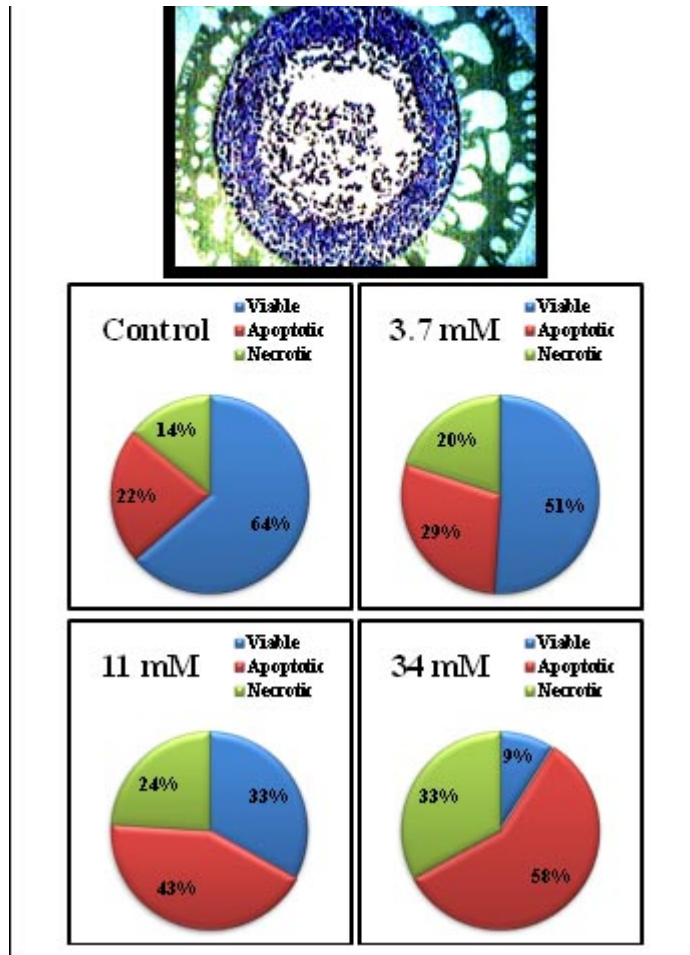 Control
Viable
Apoptotic
Necrotic
14%
22%
64%
3.7 mM
Viable
Apoptotic
Necrotic
20%
29%
51%
11 mM
Viable
Apoptotic
Necrotic
24%
33%
43%
34 mM
Viable
Apoptotic
Necrotic
9%
33%
58%